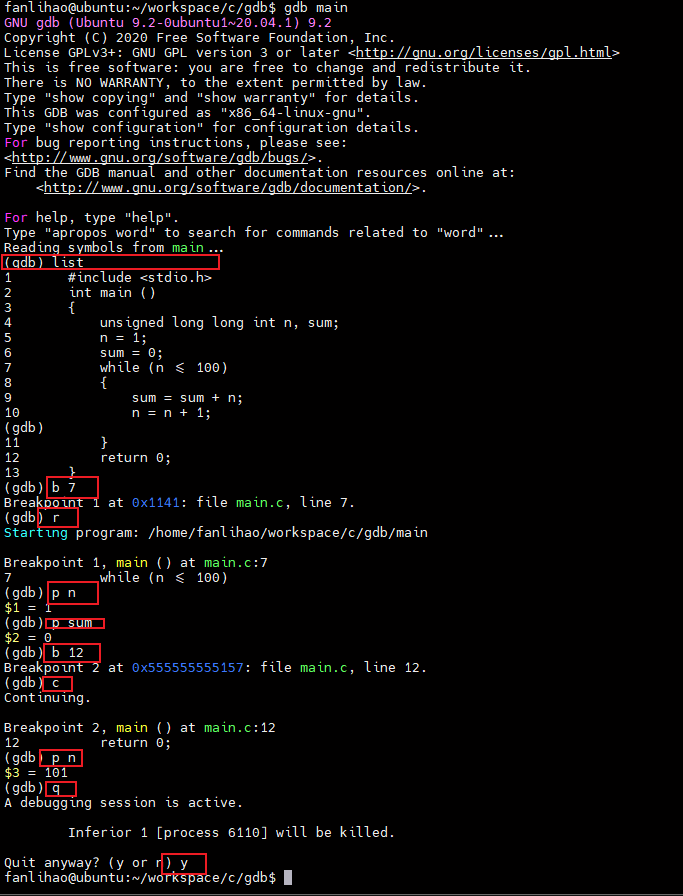 fanlihao@ubuntu:~/workspace/c/gdb$ gdb main
GNU gdb (Ubuntu 9.2-0ubuntu1~20.04.1) 9.2
Copyright (C) 2020 Free Software Foundation, Inc.
License GPLv3+: GNU GPL version 3 or later <http://gnu.org/licenses/gpl.html>
This is free software: you are free to change and redistribute it.
There is NO WARRANTY, to the extent permitted by law.
Type "show copying" and "show warranty" for details.
This GDB was configured as "x86_64-linux-gnu".
Type "show configuration" for configuration details.
For bug reporting instructions, please see:
<http://www.gnu.org/software/gdb/bugs/>.
Find the GDB manual and other documentation resources online at:
    <http://www.gnu.org/software/gdb/documentation/>.

For help, type "help".
Type "apropos word" to search for commands related to "word"...
Reading symbols from main...
(gdb) list
1       #include <stdio.h>
2       int main ()
3       {
4           unsigned long long int n, sum;
5           n = 1;
6           sum = 0;
7           while (n <= 100)
8           {
9               sum = sum + n;
10              n = n + 1;
(gdb)
11          }
12          return 0;
13      }
(gdb) b 7
Breakpoint 1 at 0x1141: file main.c, line 7.
(gdb) r
Starting program: /home/fanlihao/workspace/c/gdb/main

Breakpoint 1, main () at main.c:7
7           while (n <= 100)
(gdb) p n
$1 = 1
(gdb) p sum
$2 = 0
(gdb) b 12
Breakpoint 2 at 0x555555555157: file main.c, line 12.
(gdb) c
Continuing.

Breakpoint 2, main () at main.c:12
12          return 0;
(gdb) p n
$3 = 101
(gdb) q
A debugging session is active.

        Inferior 1 [process 6110] will be killed.

Quit anyway? (y or n) y
fanlihao@ubuntu:~/workspace/c/gdb$